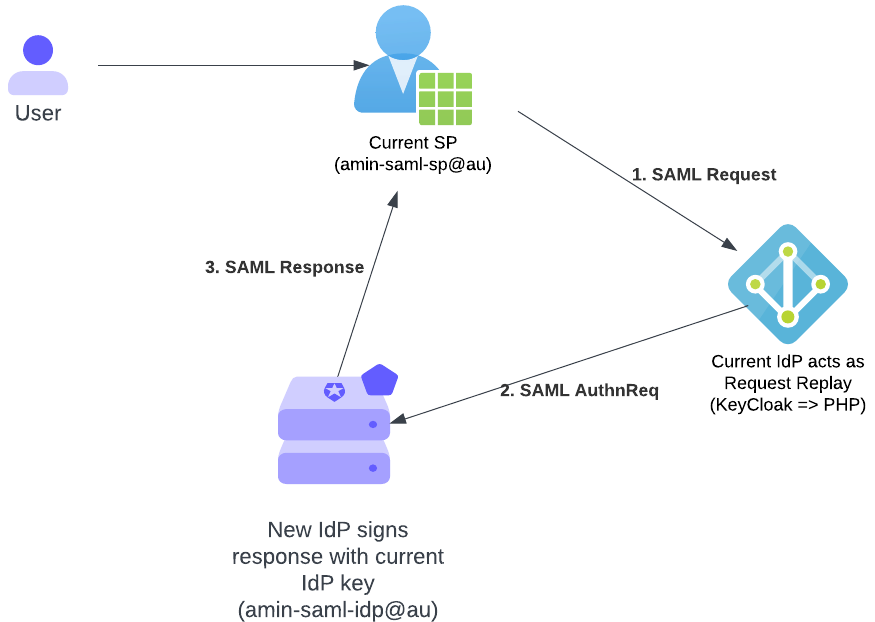 User
Current SP
(amin-saml-sp@au)
1. SAML Request
3. SAML Response
Current IdP acts as
Request Replay
(KeyCloak => PHP)
2. SAML AuthnReq
New IdP signs
response with current
IdP key
(amin-saml-idp@au)